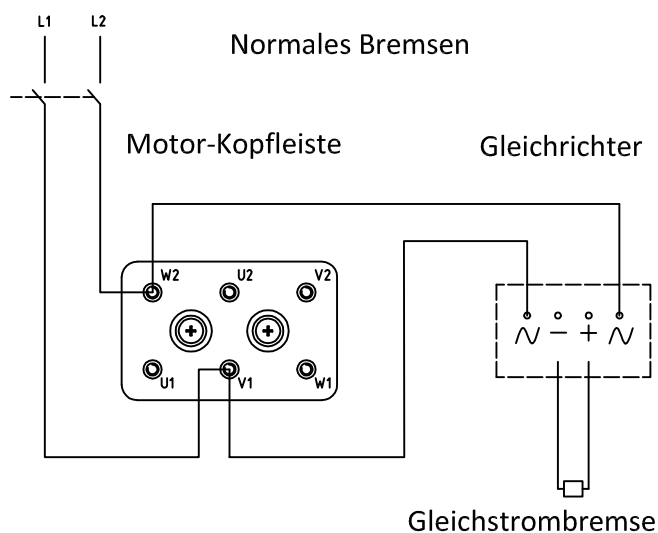 L1 L2
Normales Bremsen
Motor-Kopfleiste Gleichrichter
W2 U2 V2
U1 V1 W1
− +
Gleichstrombremse